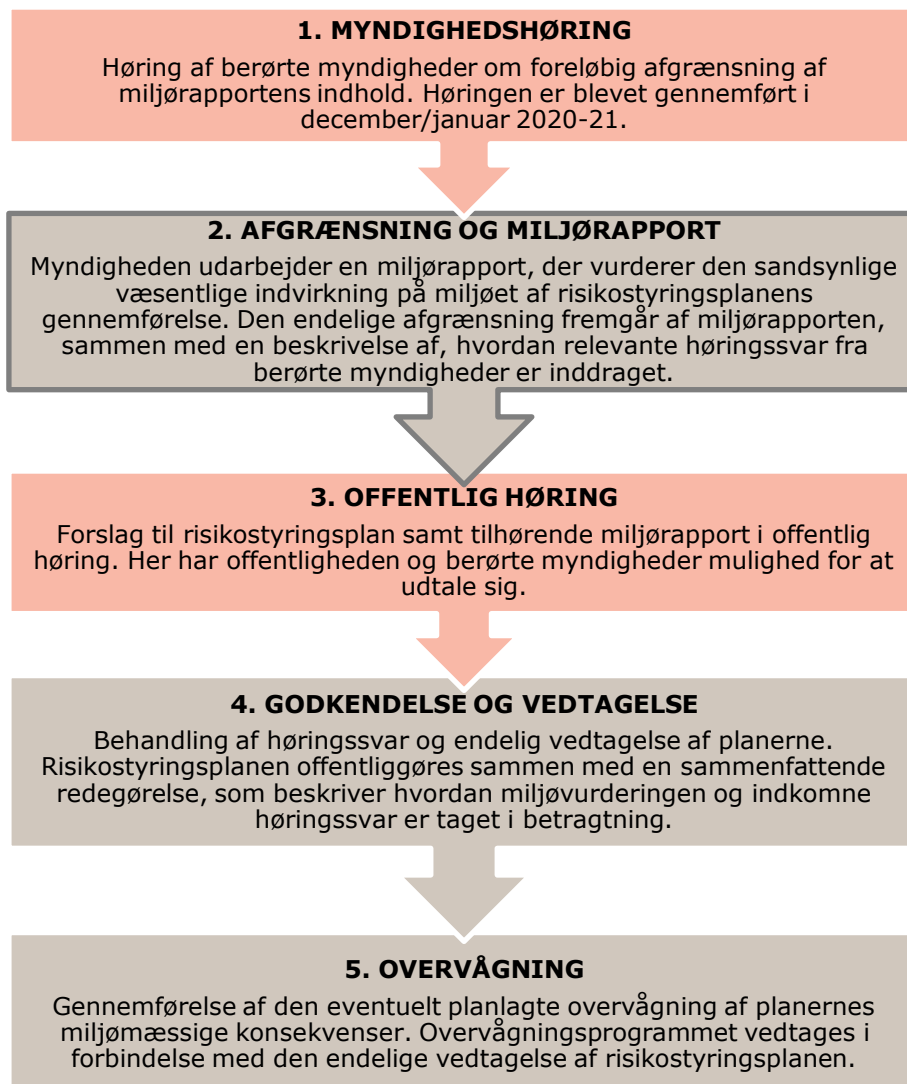 1. MYNDIGHEDSHØRING
Høring af berørte myndigheder om foreløbig afgrænsning af
miljørapportens indhold. Høringen er blevet gennemført i
december/januar 2020-21.
2. AFGRÆNSNING OG MILJØRAPPORT
Myndigheden udarbejder en miljørapport, der vurderer den sandsynlige
væsentlige indvirkning på miljøet af risikostyringsplanens
gennemførelse. Den endelige afgrænsning fremgår af miljørapporten,
sammen med en beskrivelse af, hvordan relevante høringssvar fra
berørte myndigheder er inddraget.
3. OFFENTLIG HØRING
Forslag til risikostyringsplan samt tilhørende miljørapport i offentlig
høring. Her har offentligheden og berørte myndigheder mulighed for at
udtale sig.
4. GODKENDELSE OG VEDTAGELSE
Behandling af høringssvar og endelig vedtagelse af planerne.
Risikostyringsplanen offentliggøres sammen med en sammenfattende
redegørelse, som beskriver hvordan miljøvurderingen og indkomne
høringssvar er taget i betragtning.
5. OVERVÅGNING
Gennemførelse af den eventuelt planlagte overvågning af planernes
miljømæssige konsekvenser. Overvågningsprogrammet vedtages i
forbindelse med den endelige vedtagelse af risikostyringsplanen.